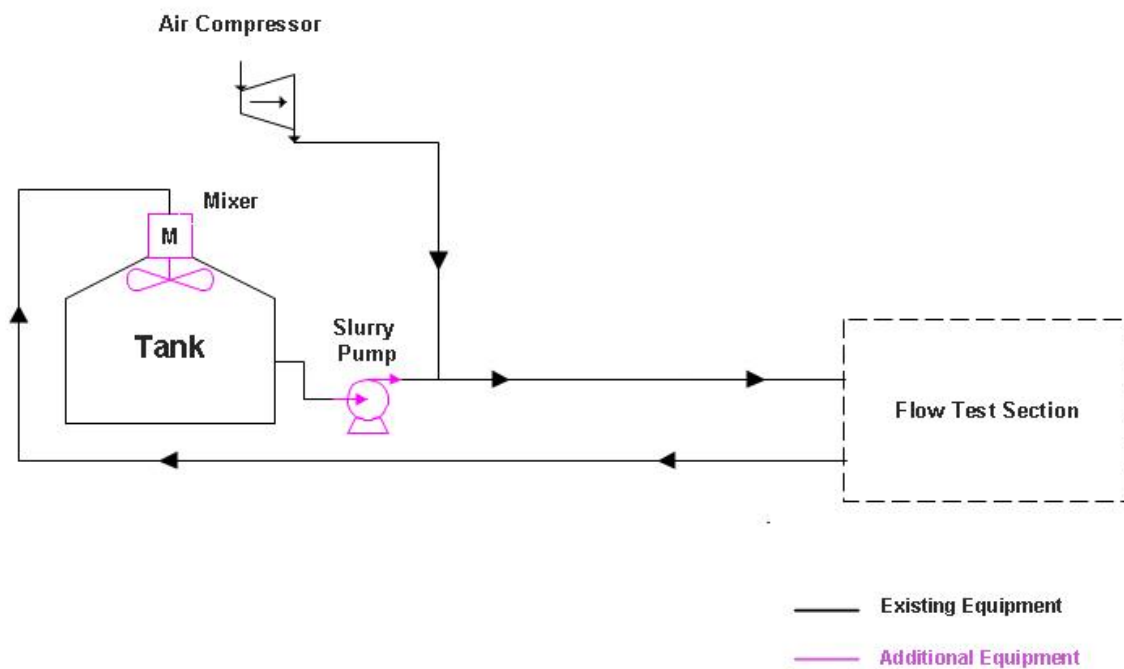 Air Compressor
Mixer
M
Tank
Slurry
Pump
Flow Test Section
Existing Equipment
Additional Equipment